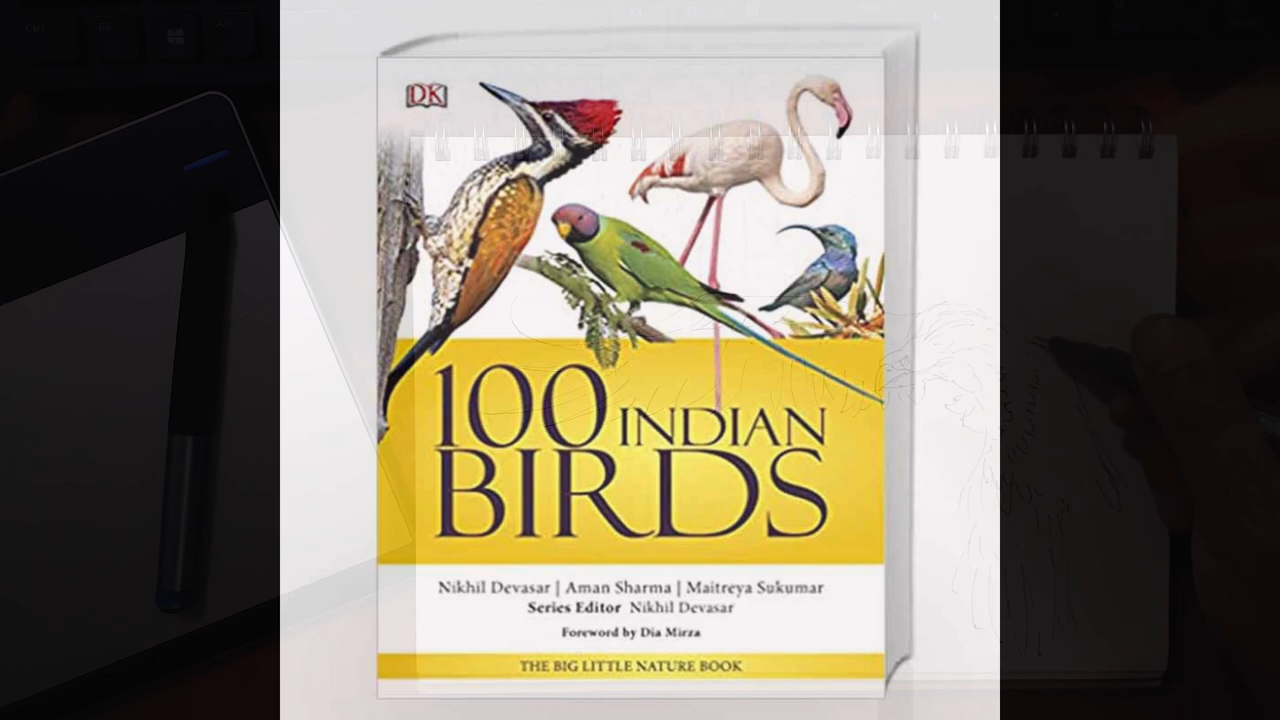 DK
100 INDIAN
BIRDS
Nikhil Devasar | Aman Sharma | Maitreya Sukumar
Series Editor Nikhil Devasar
Foreword by Dia Mirza
THE BIG LITTLE NATURE BOOK